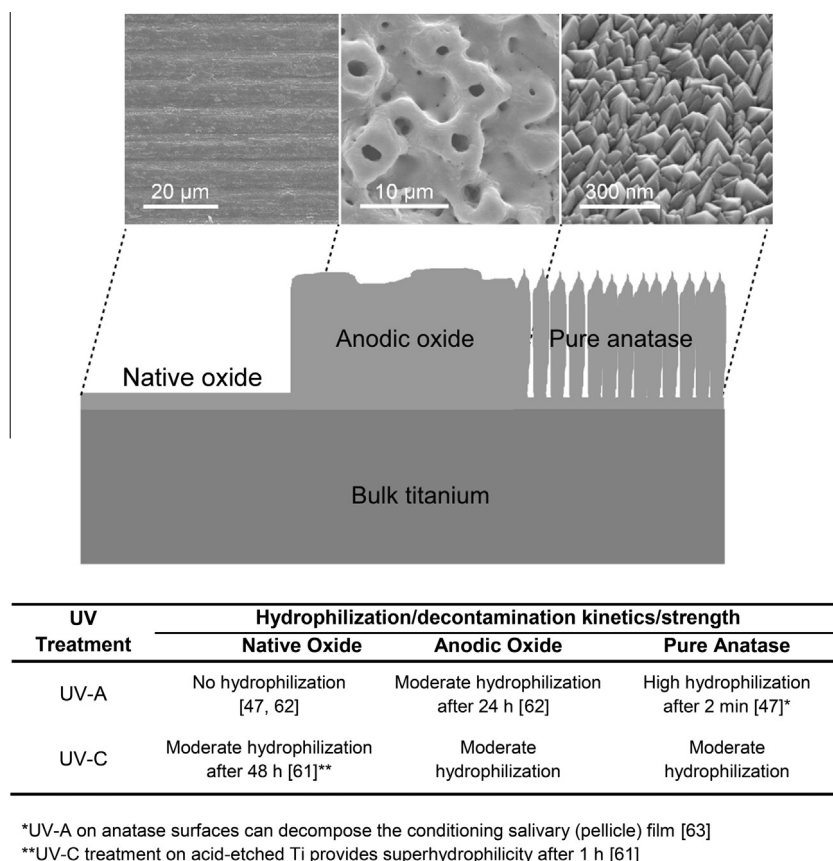 20 µm
10 µm
300 nm
Anodic oxide
Pure anatase
Native oxide
Bulk titanium
UV Treatment
Hydrophilization/decontamination kinetics/strength
Native Oxide
Anodic Oxide
Pure Anatase
UV-A
No hydrophilization
[47, 62]
Moderate hydrophilization
after 24 h [62]
High hydrophilization
after 2 min [47]*
UV-C
Moderate hydrophilization
after 48 h [61]**
Moderate
hydrophilization
Moderate
hydrophilization
*UV-A on anatase surfaces can decompose the conditioning salivary (pellicle) film [63]
**UV-C treatment on acid-etched Ti provides superhydrophilicity after 1 h [61]